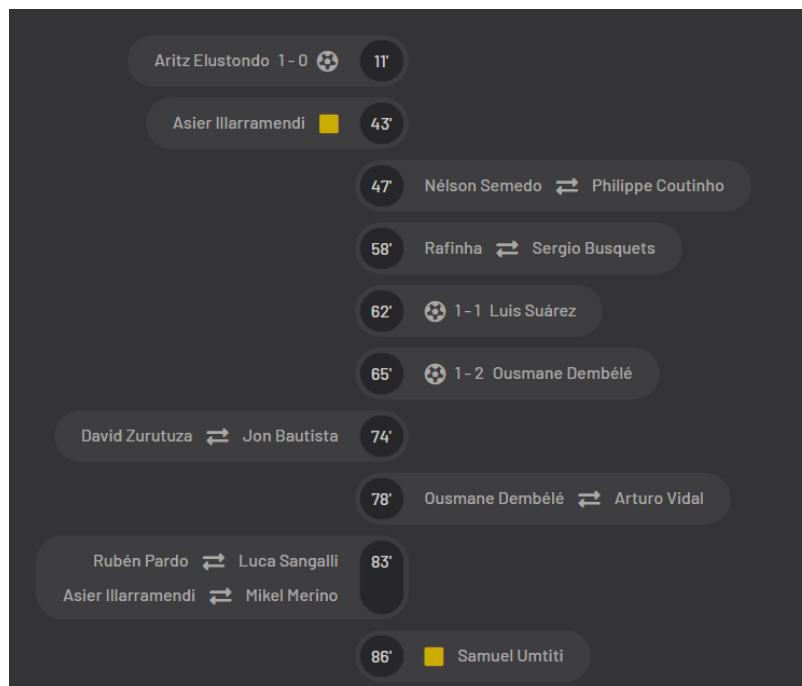 Aritz Elustondo 1 - 0 11'
Asier Illarramendi 43'
47' Nélson Semedo Philippe Coutinho
58' Rafinha Sergio Busquets
62' 1 - 1 Luis Suárez
65' 1 - 2 Ousmane Dembélé
David Zurutuza Jon Bautista 74'
78' Ousmane Dembélé Arturo Vidal
Rubén Pardo Luca Sangalli 83'
Asier Illarramendi Mikel Merino
86' Samuel Umtiti